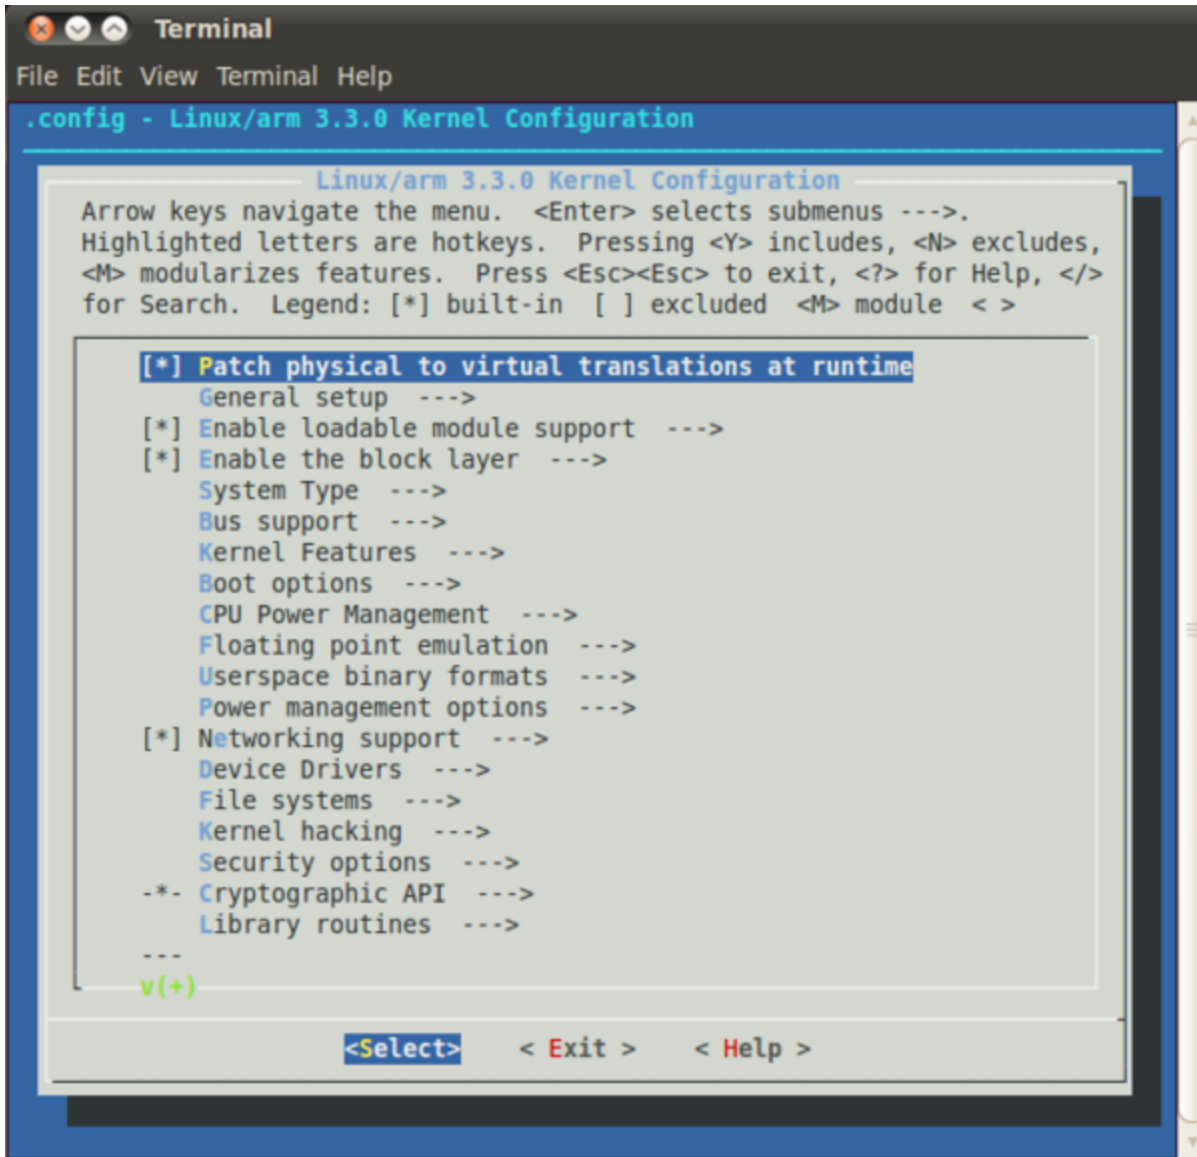 Terminal
File Edit View Terminal Help
.config - Linux/arm 3.3.0 Kernel Configuration
Linux/arm 3.3.0 Kernel Configuration
Arrow keys navigate the menu.  <Enter> selects submenus --->.
Highlighted letters are hotkeys.  Pressing <Y> includes, <N> excludes,
<M> modularizes features.  Press <Esc><Esc> to exit, <?> for Help, </>
for Search.  Legend: [*] built-in  [ ] excluded  <M> module  < >
[*] Patch physical to virtual translations at runtime
General setup  --->
[*] Enable loadable module support  --->
[*] Enable the block layer  --->
System Type  --->
Bus support  --->
Kernel Features  --->
Boot options  --->
CPU Power Management  --->
Floating point emulation  --->
Userspace binary formats  --->
Power management options  --->
[*] Networking support  --->
Device Drivers  --->
File systems  --->
Kernel hacking  --->
Security options  --->
-*- Cryptographic API  --->
Library routines  --->
---
v(+)
<Select>    < Exit >    < Help >